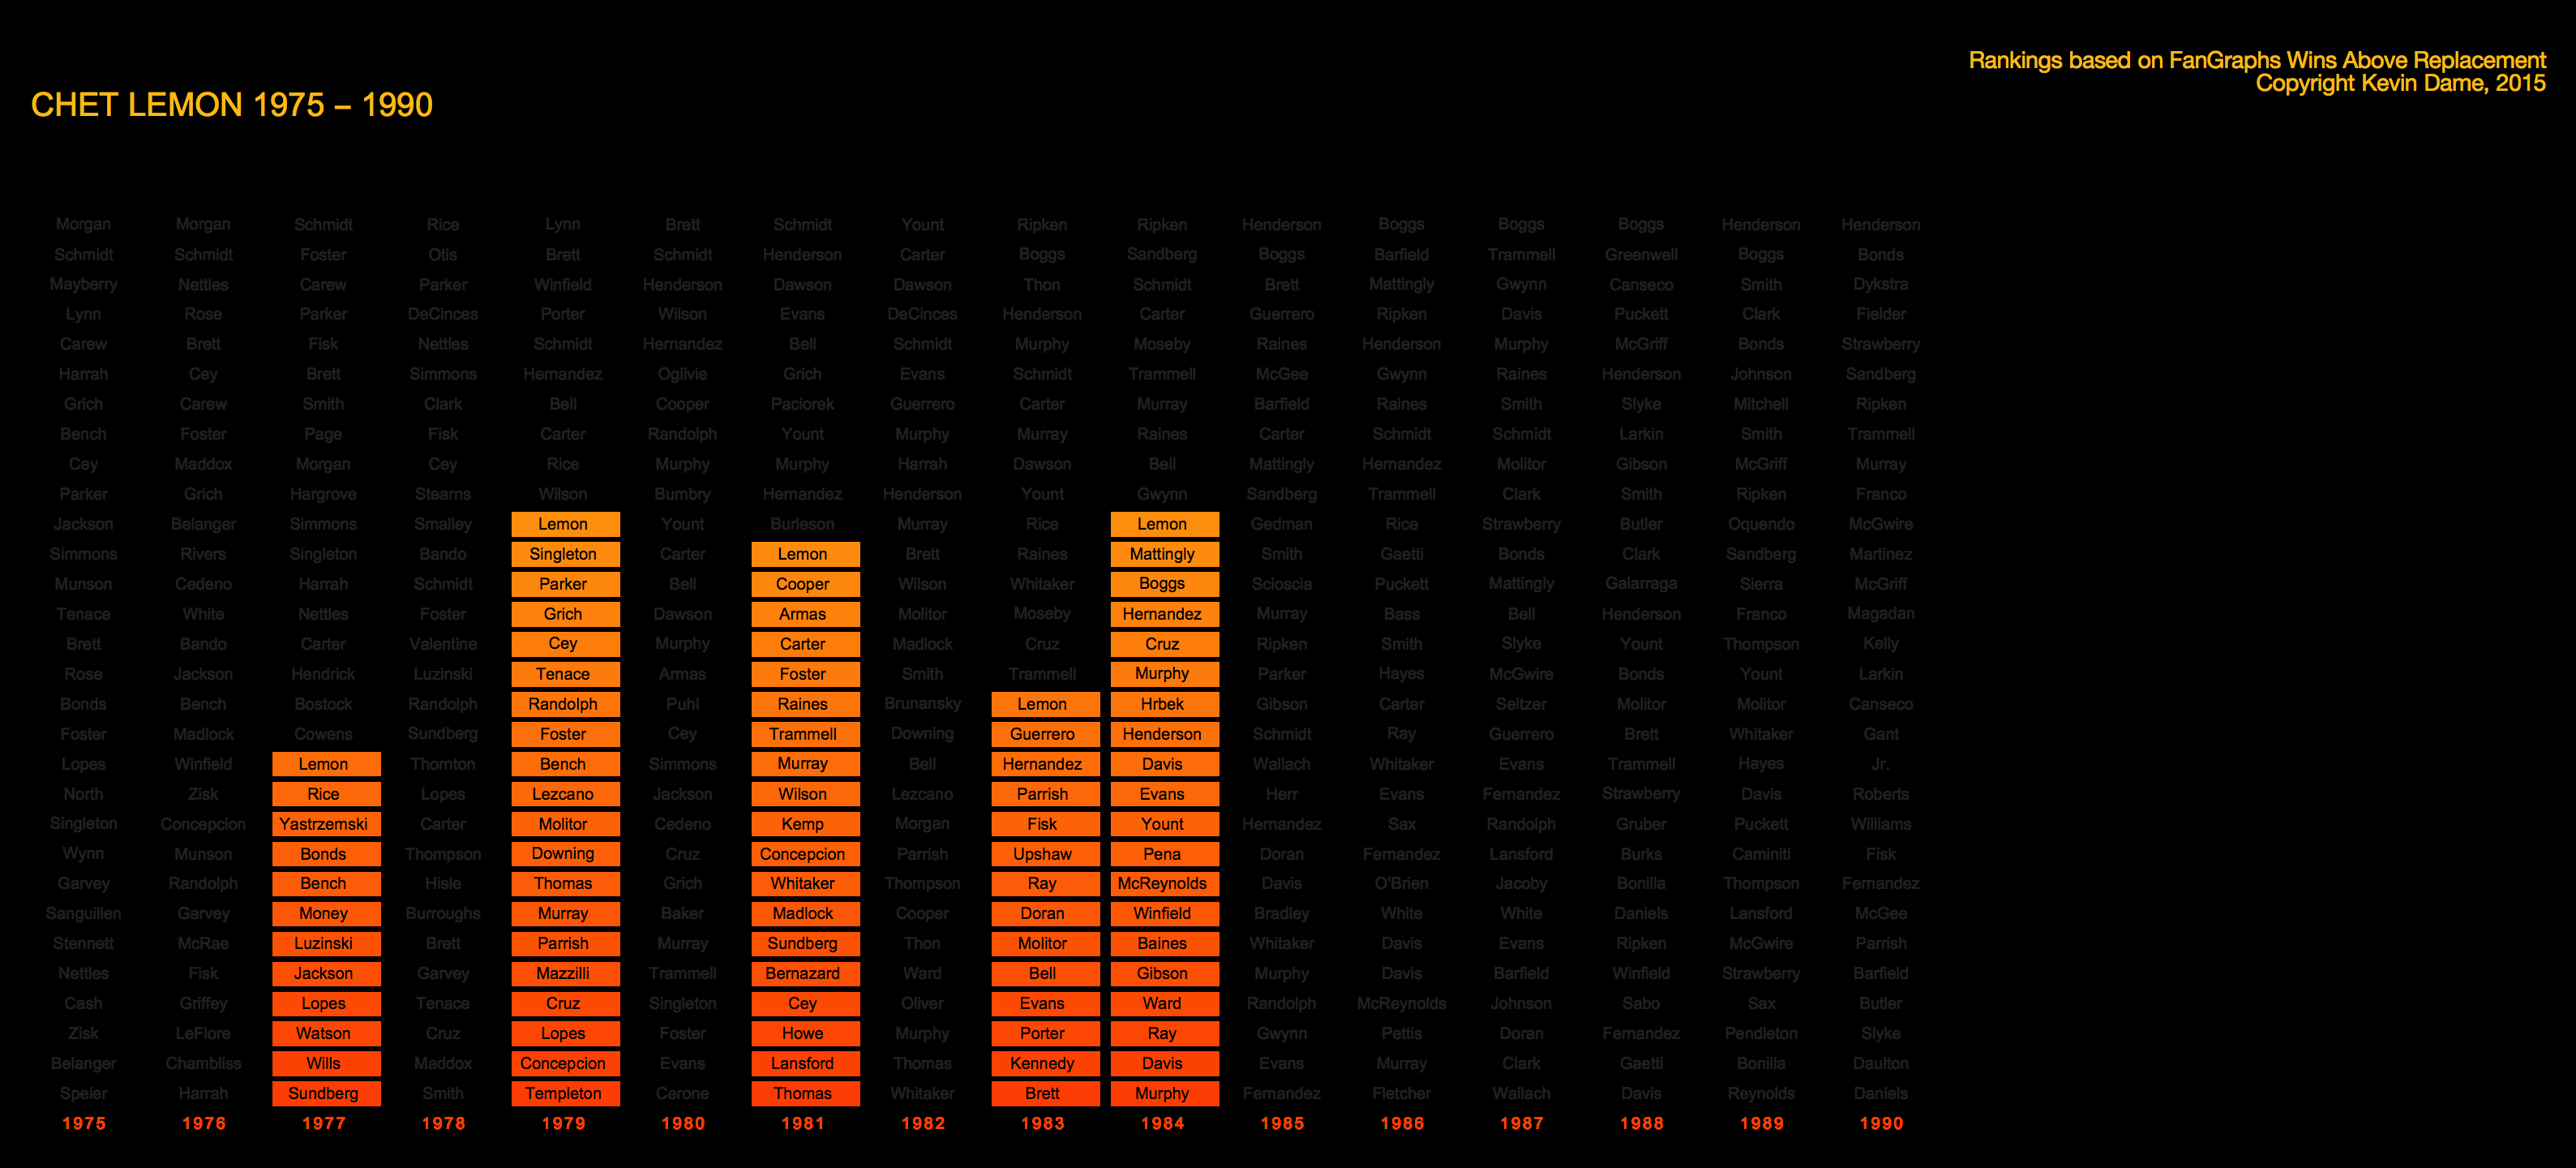 Rankings based on FanGraphs Wins Above Replacement
Copyright Kevin Dame, 2015
CHET LEMON 1975 – 1990
Morgan Morgan Schmidt Rice Lynn Brett Schmidt Yount Ripken Ripken Henderson Boggs Boggs Boggs Henderson Henderson
Schmidt Schmidt Foster Otis Brett Schmidt Henderson Carter Boggs Sandberg Boggs Barfield Trammell Greenwell Boggs Bonds
Mayberry Nettles Carew Parker Winfield Henderson Dawson Dawson Thon Schmidt Brett Mattingly Gwynn Canseco Smith Dykstra
Lynn Rose Parker DeCinces Porter Wilson Evans DeCinces Henderson Carter Guerrero Ripken Davis Puckett Clark Fielder
Carew Brett Fisk Nettles Schmidt Hernandez Bell Schmidt Murphy Moseby Raines Henderson Murphy McGriff Bonds Strawberry
Harrah Cey Brett Simmons Hernandez Oglivie Grich Evans Schmidt Trammell McGee Gwynn Raines Henderson Johnson Sandberg
Grich Carew Smith Clark Bell Cooper Paciorek Guerrero Carter Murray Barfield Raines Smith Slyke Mitchell Ripken
Bench Foster Page Fisk Carter Randolph Yount Murphy Murray Raines Carter Schmidt Schmidt Larkin Smith Trammell
Cey Maddox Morgan Cey Rice Murphy Murphy Harrah Dawson Bell Mattingly Hernandez Molitor Gibson McGriff Murray
Parker Grich Hargrove Stearns Wilson Bumbry Hernandez Henderson Yount Gwynn Sandberg Trammell Clark Smith Ripken Franco
Jackson Belanger Simmons Smalley Lemon Yount Burleson Murray Rice Lemon Gedman Rice Strawberry Butler Oquendo McGwire
Simmons Rivers Singleton Bando Singleton Carter Lemon Brett Raines Mattingly Smith Gaetti Bonds Clark Sandberg Martinez
Munson Cedeno Harrah Schmidt Parker Bell Cooper Wilson Whitaker Boggs Scioscia Puckett Mattingly Galarraga Sierra McGriff
Tenace White Nettles Foster Grich Dawson Armas Molitor Moseby Hernandez Murray Bass Bell Henderson Franco Magadan
Brett Bando Carter Valentine Cey Murphy Carter Madlock Cruz Cruz Ripken Smith Slyke Yount Thompson Kelly
Rose Jackson Hendrick Luzinski Tenace Armas Foster Smith Trammell Murphy Parker Hayes McGwire Bonds Yount Larkin
Bonds Bench Bostock Randolph Randolph Puhl Raines Brunansky Lemon Hrbek Gibson Carter Seitzer Molitor Molitor Canseco
Foster Madlock Cowens Sundberg Foster Cey Trammell Downing Guerrero Henderson Schmidt Ray Guerrero Brett Whitaker Gant
Lopes Winfield Lemon Thornton Bench Simmons Murray Bell Hernandez Davis Wallach Whitaker Evans Trammell Hayes Jr.
North Zisk Rice Lopes Lezcano Jackson Wilson Lezcano Parrish Evans Herr Evans Fernandez Strawberry Davis Roberts
Singleton Concepcion Yastrzemski Carter Molitor Cedeno Kemp Morgan Fisk Yount Hernandez Sax Randolph Gruber Puckett Williams
Wynn Munson Bonds Thompson Downing Cruz Concepcion Parrish Upshaw Pena Doran Fernandez Lansford Burks Caminiti Fisk
Garvey Randolph Bench Hisle Thomas Grich Whitaker Thompson Ray McReynolds Davis O'Brien Jacoby Bonilla Thompson Fernandez
Sanguillen Garvey Money Burroughs Murray Baker Madlock Cooper Doran Winfield Bradley White White Daniels Lansford McGee
Stennett McRae Luzinski Brett Parrish Murray Sundberg Thon Molitor Baines Whitaker Davis Evans Ripken McGwire Parrish
Nettles Fisk Jackson Garvey Mazzilli Trammell Bernazard Ward Bell Gibson Murphy Davis Barfield Winfield Strawberry Barfield
Cash Griffey Lopes Tenace Cruz Singleton Cey Oliver Evans Ward Randolph McReynolds Johnson Sabo Sax Butler
Zisk LeFlore Watson Cruz Lopes Foster Howe Murphy Porter Ray Gwynn Pettis Doran Fernandez Pendleton Slyke
Belanger Chambliss Wills Maddox Concepcion Evans Lansford Thomas Kennedy Davis Evans Murray Clark Gaetti Bonilla Daulton
Speier Harrah Sundberg Smith Templeton Cerone Thomas Whitaker Brett Murphy Fernandez Fletcher Wallach Davis Reynolds Daniels
1975 1976 1977 1978 1979 1980 1981 1982 1983 1984 1985 1986 1987 1988 1989 1990